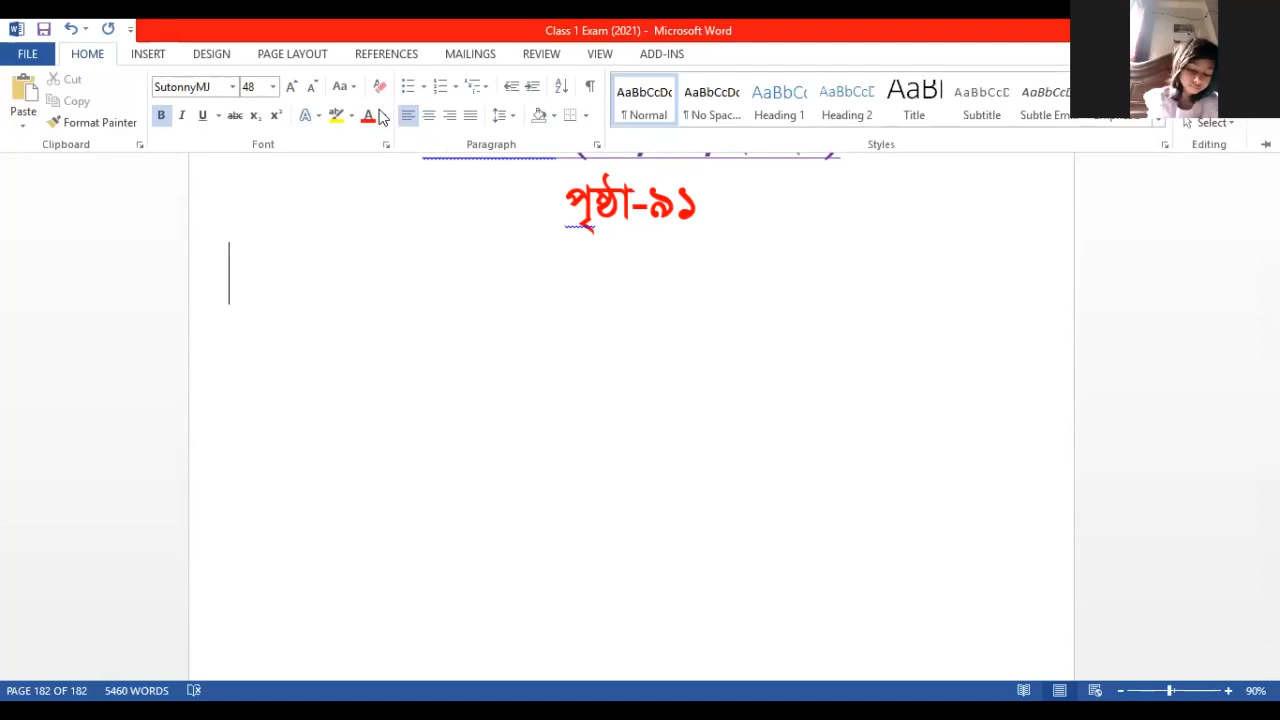 Class 1 Exam (2021) - Microsoft Word
FILE HOME INSERT DESIGN PAGE LAYOUT REFERENCES MAILINGS REVIEW VIEW ADD-INS
Cut
Copy
Format Painter
Paste
SutonnyMJ 48
AaBbCcDc AaBbCcDc AaBbC AaBbCcD AaBl AaBbCcD AaBbCcD
¶ Normal ¶ No Spac... Heading 1 Heading 2 Title Subtitle Subtle Em
Select
Clipboard Font Paragraph Styles Editing
পৃষ্ঠা-৯১
PAGE 182 OF 182 5460 WORDS 90%